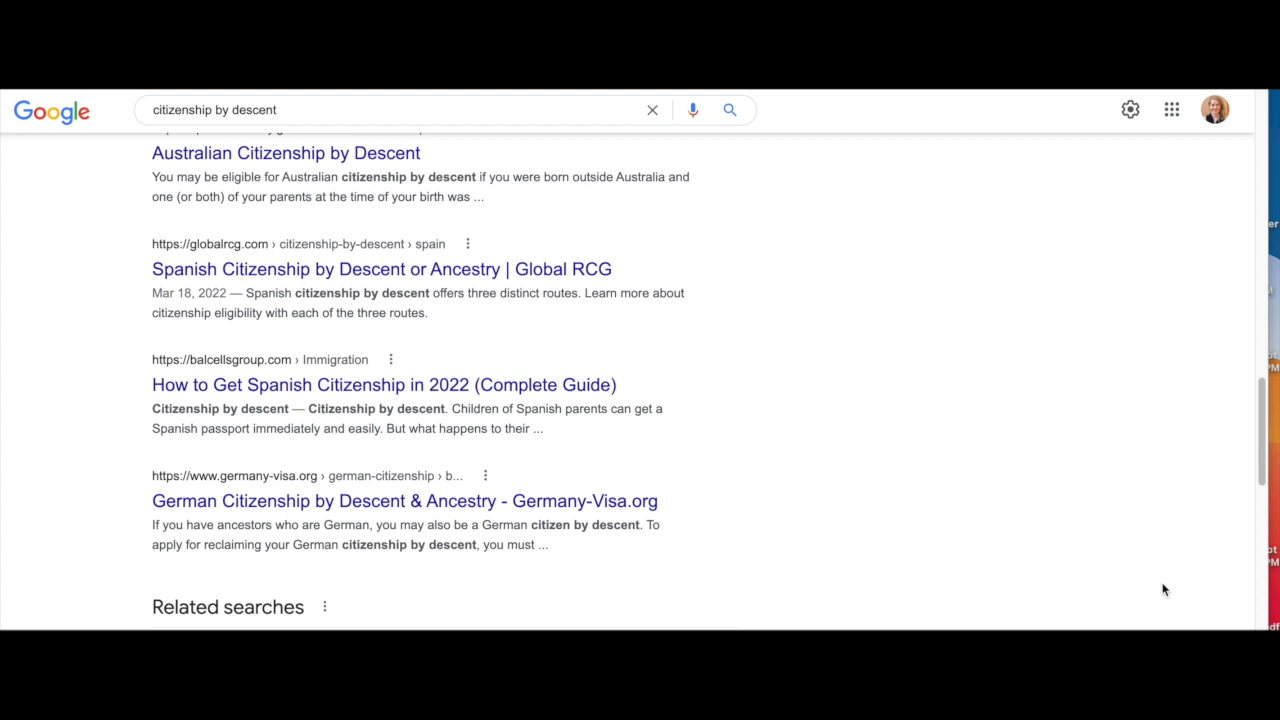 Google
citizenship by descent
Australian Citizenship by Descent
You may be eligible for Australian citizenship by descent if you were born outside Australia and
one (or both) of your parents at the time of your birth was ...
https://globalrcg.com › citizenship-by-descent › spain
Spanish Citizenship by Descent or Ancestry | Global RCG
Mar 18, 2022 — Spanish citizenship by descent offers three distinct routes. Learn more about
citizenship eligibility with each of the three routes.
https://balcellsgroup.com › Immigration
How to Get Spanish Citizenship in 2022 (Complete Guide)
Citizenship by descent — Citizenship by descent. Children of Spanish parents can get a
Spanish passport immediately and easily. But what happens to their ...
https://www.germany-visa.org › german-citizenship › b...
German Citizenship by Descent & Ancestry - Germany-Visa.org
If you have ancestors who are German, you may also be a German citizen by descent. To
apply for reclaiming your German citizenship by descent, you must ...
Related searches